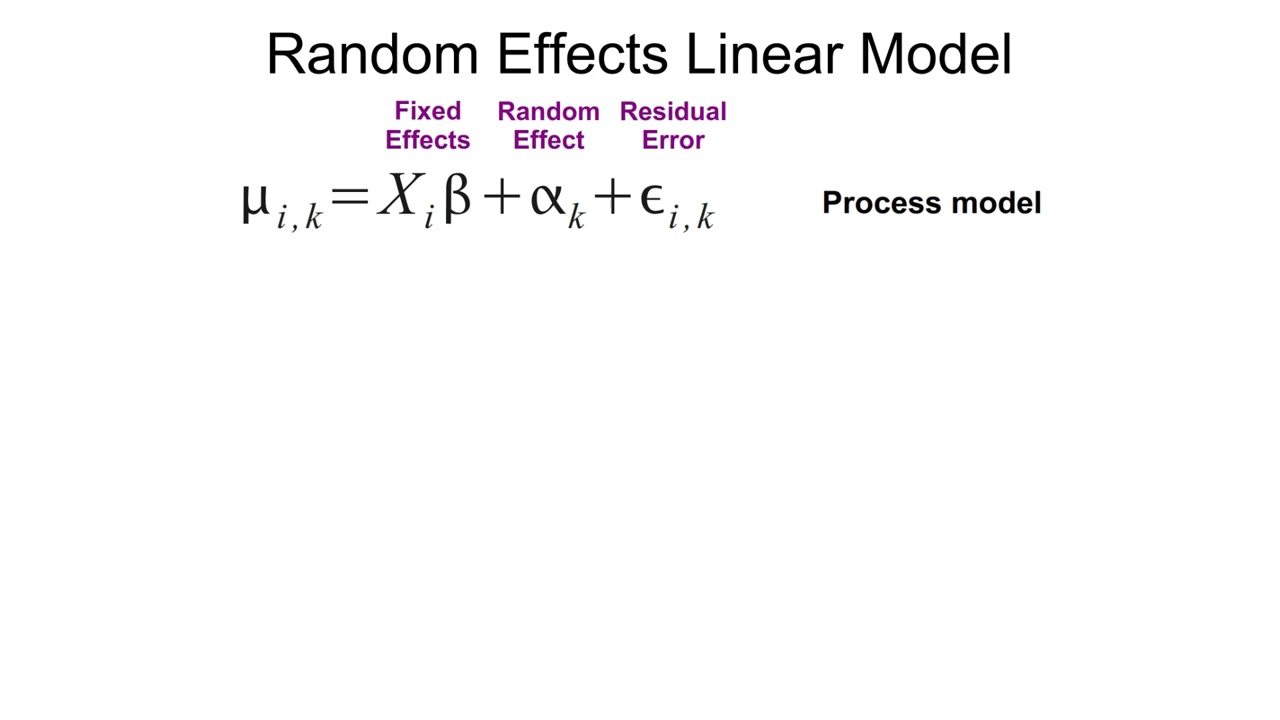 Random Effects Linear Model
Fixed Effects
Random Effect
Residual Error
μ_{i,k} = X_i β + α_k + ϵ_{i,k}
Process model